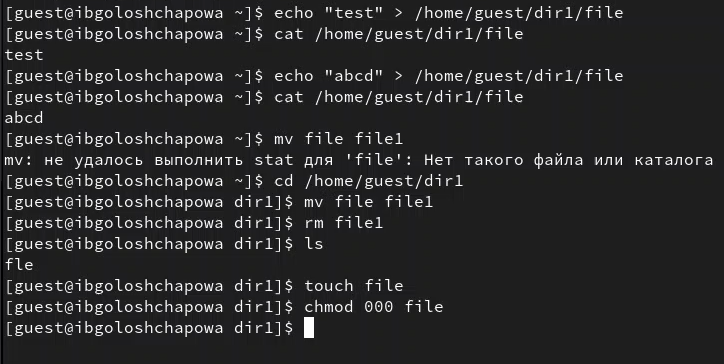 [guest@ibgoloshchapowa ~]$ echo "test" > /home/guest/dir1/file
[guest@ibgoloshchapowa ~]$ cat /home/guest/dir1/file
test
[guest@ibgoloshchapowa ~]$ echo "abcd" > /home/guest/dir1/file
[guest@ibgoloshchapowa ~]$ cat /home/guest/dir1/file
abcd
[guest@ibgoloshchapowa ~]$ mv file file1
mv: не удалось выполнить stat для 'file': Нет такого файла или каталога
[guest@ibgoloshchapowa ~]$ cd /home/guest/dir1
[guest@ibgoloshchapowa dir1]$ mv file file1
[guest@ibgoloshchapowa dir1]$ rm file1
[guest@ibgoloshchapowa dir1]$ ls
fle
[guest@ibgoloshchapowa dir1]$ touch file
[guest@ibgoloshchapowa dir1]$ chmod 000 file
[guest@ibgoloshchapowa dir1]$